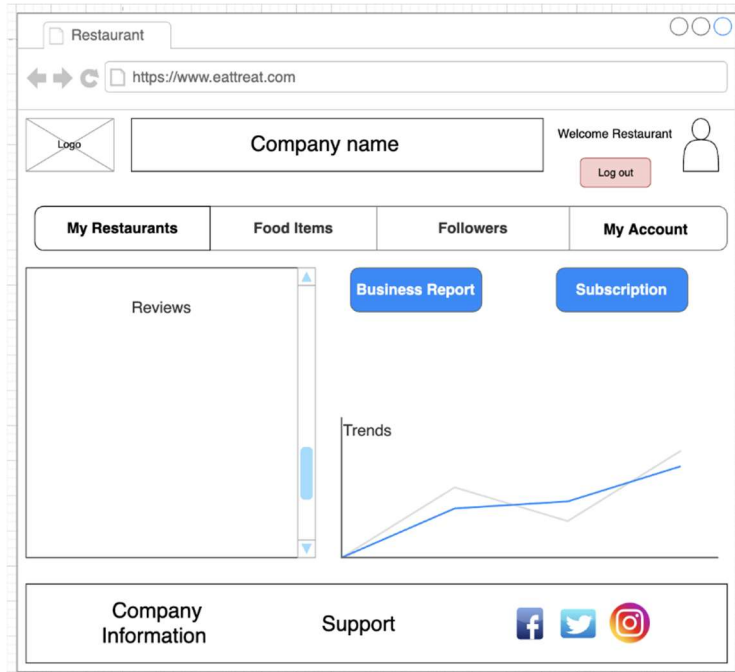 Restaurant
https://www.eattreat.com
Logo
Company name
Welcome Restaurant
Log out
My Restaurants
Food Items
Followers
My Account
Reviews
Business Report
Subscription
Trends
Company
Information
Support